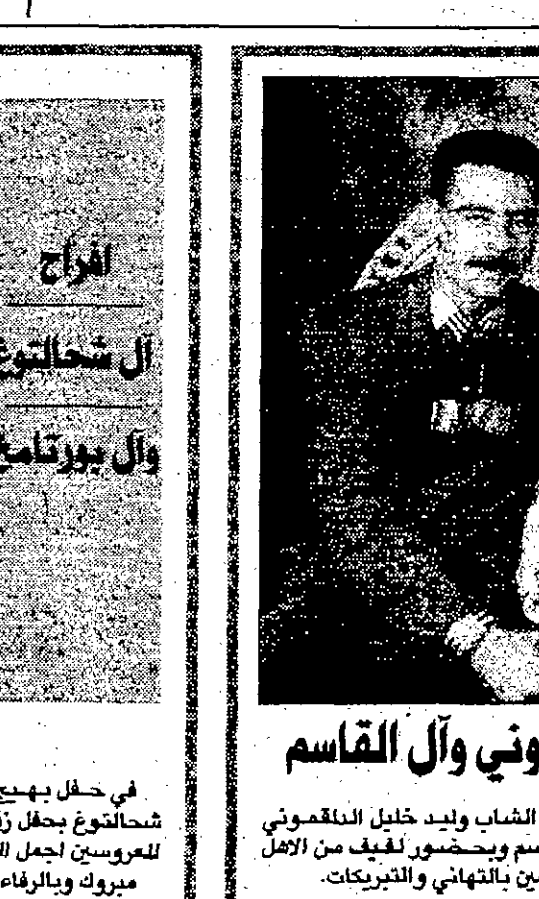 وني وآل القاسم
الشاب وليد خليل الدلقموني
سم وبحضور لفيف من الاهل
ين بالتهاني والتبريكات.
افراح
آل شحالتوغ
وآل بورتامخ
في حفل بهيج
شحالتوغ بحفل
للعروسين اجمل
مبروك وبالرفاء